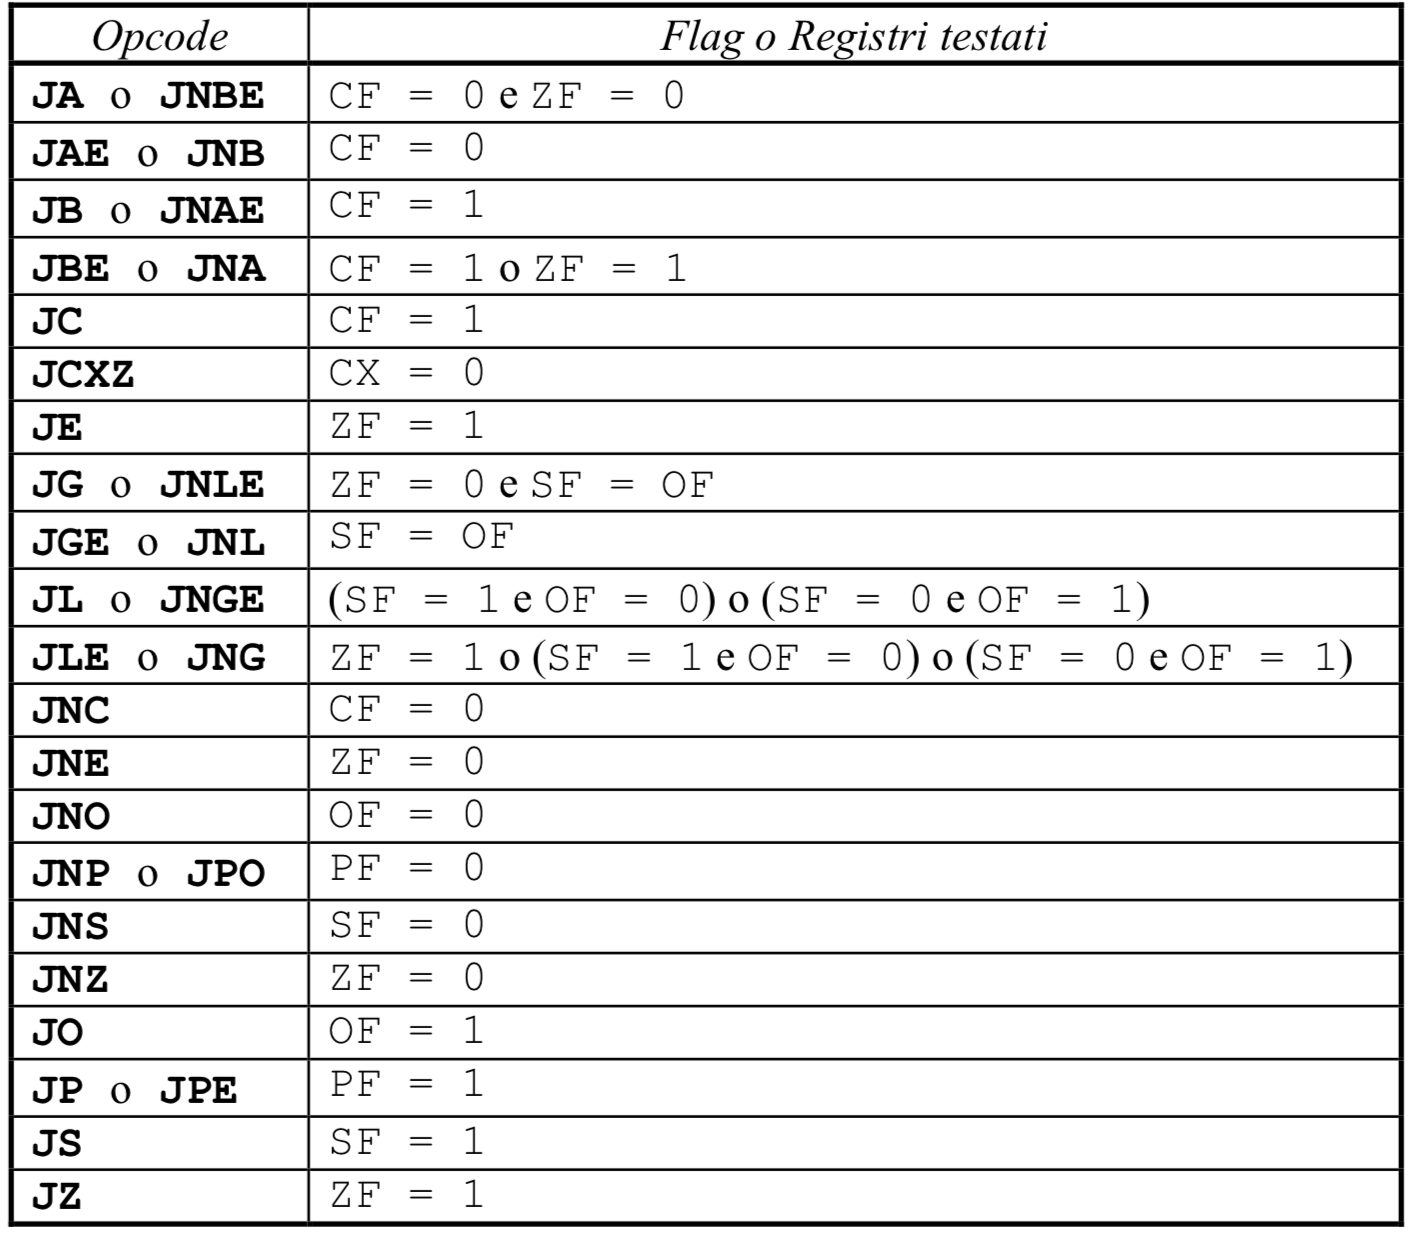 Opcode Flag o Registri testati
JA o JNBE CF = 0 e ZF = 0
JAE o JNB CF = 0
JB o JNAE CF = 1
JBE o JNA CF = 1 o ZF = 1
JC CF = 1
JCXZ CX = 0
JE ZF = 1
JG o JNLE ZF = 0 e SF = OF
JGE o JNL SF = OF
JL o JNGE (SF = 1 e OF = 0) o (SF = 0 e OF = 1)
JLE o JNG ZF = 1 o (SF = 1 e OF = 0) o (SF = 0 e OF = 1)
JNC CF = 0
JNE ZF = 0
JNO OF = 0
JNP o JPO PF = 0
JNS SF = 0
JNZ ZF = 0
JO OF = 1
JP o JPE PF = 1
JS SF = 1
JZ ZF = 1